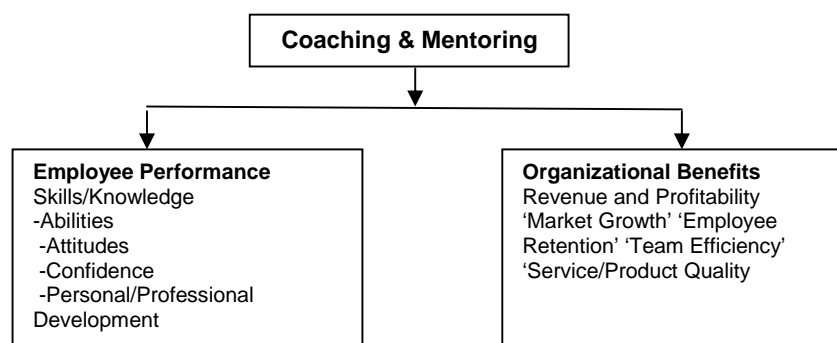 Coaching & Mentoring
Employee Performance
Skills/Knowledge
-Abilities
-Attitudes
-Confidence
-Personal/Professional
Development
Organizational Benefits
Revenue and Profitability
‘Market Growth’ ‘Employee
Retention’ ‘Team Efficiency’
‘Service/Product Quality